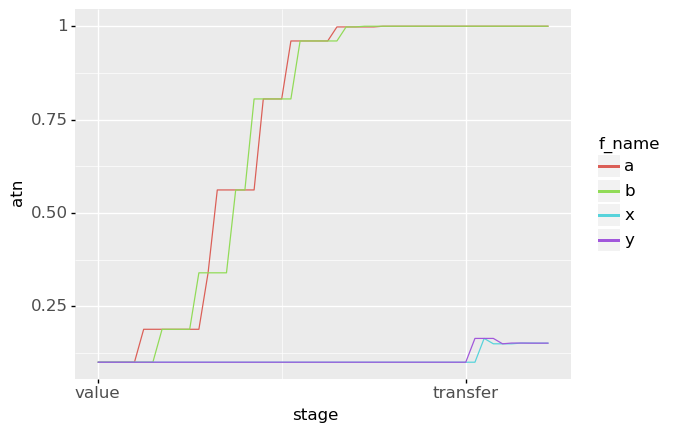 1
0.75
0.50
0.25
atn
value
transfer
stage
f_name
a
b
x
y